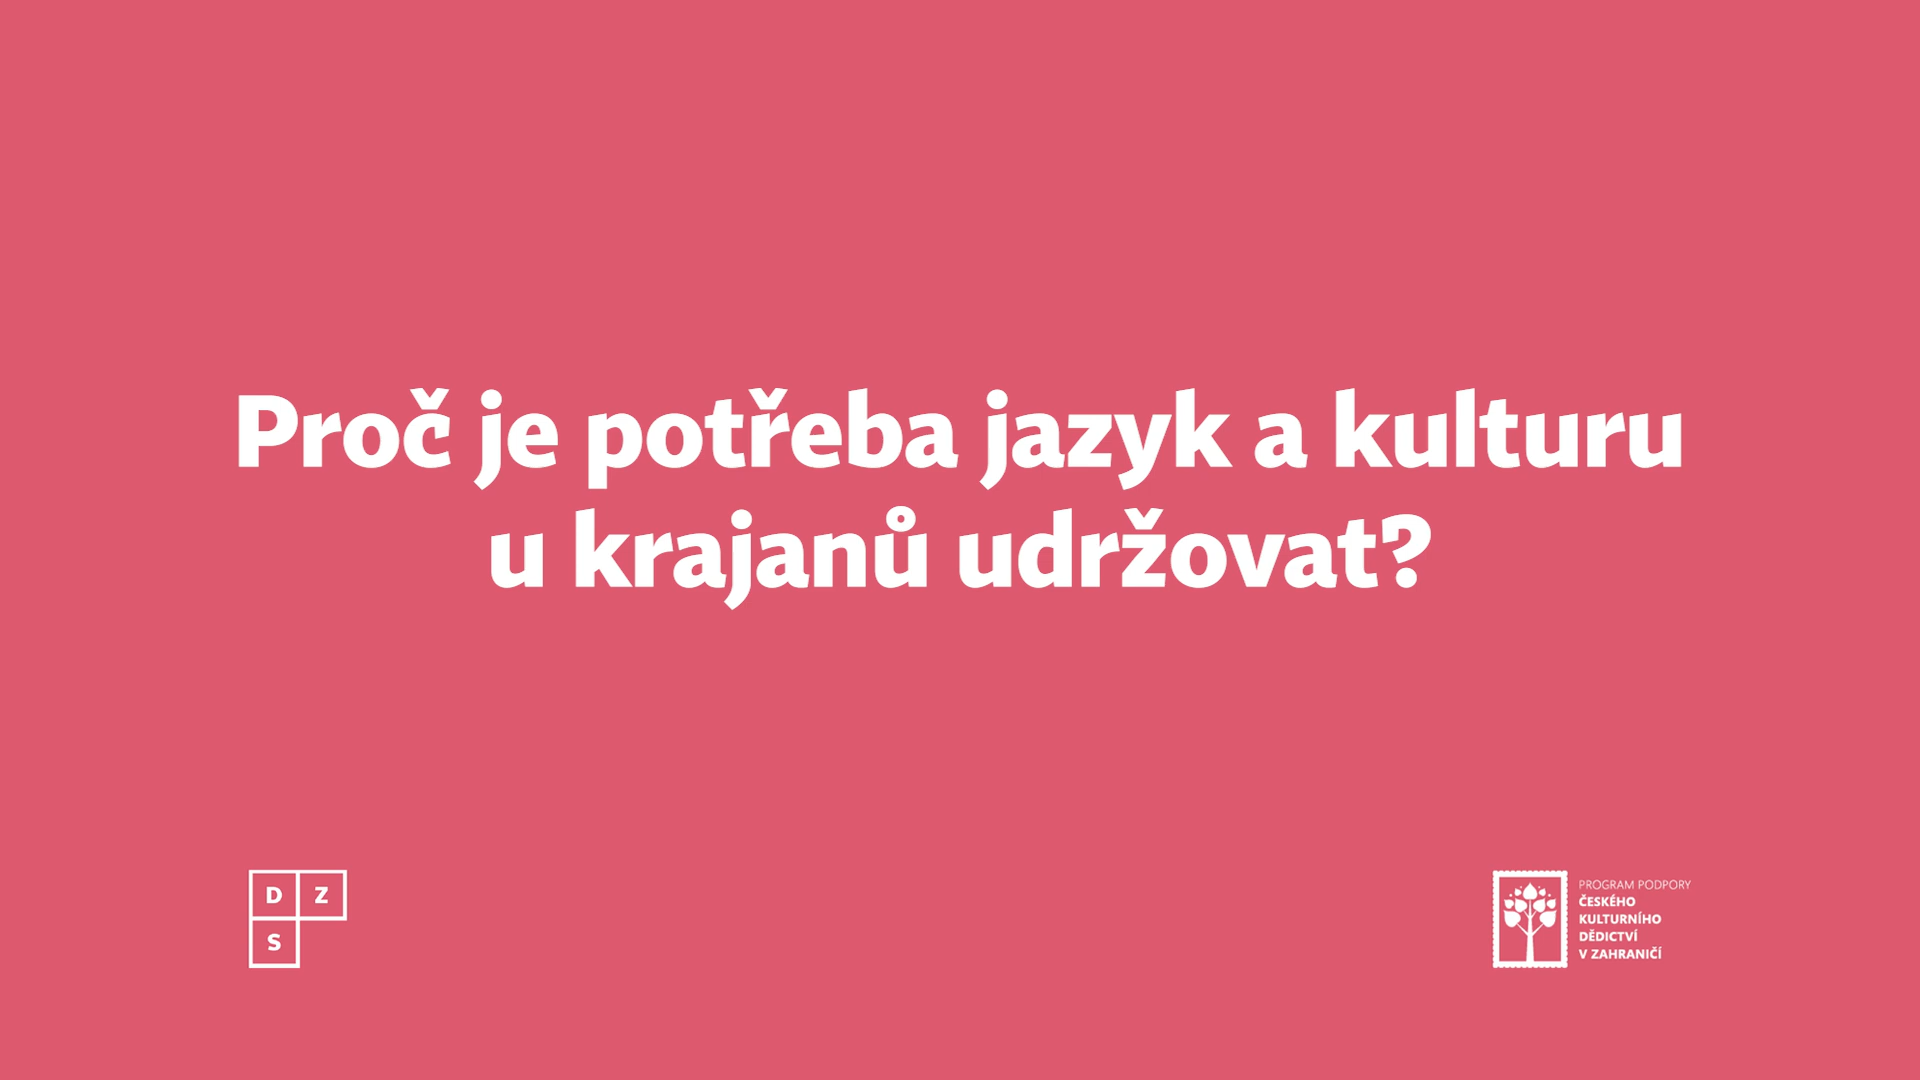 Proč je potřeba jazyk a kulturu
u krajanů udržovat?
D Z
S
PROGRAM PODPORY
ČESKÉHO
KULTURNÍHO
DĚDICTVÍ
V ZAHRANIČÍ